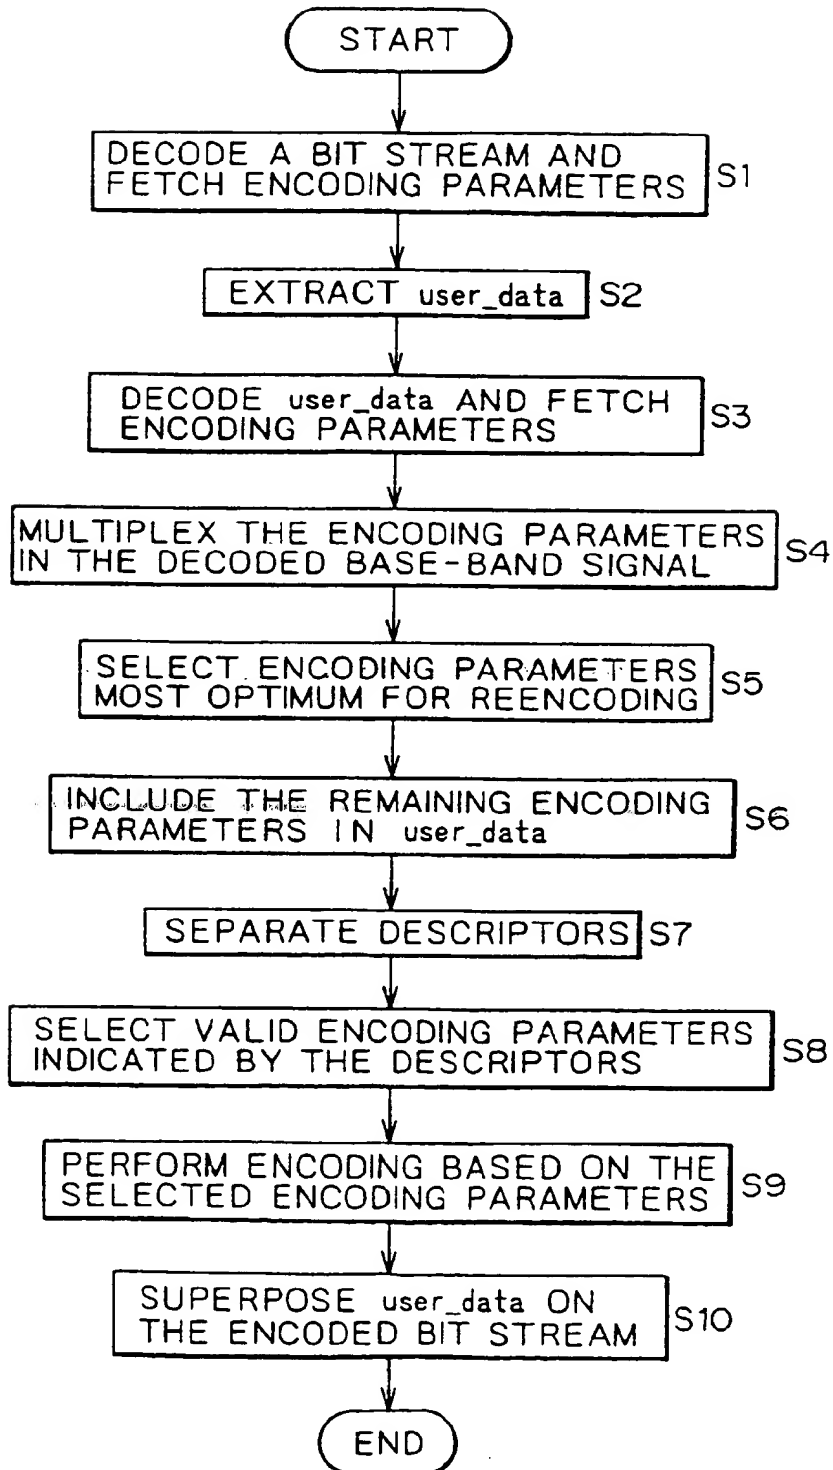 START
DECODE A BIT STREAM AND
FETCH ENCODING PARAMETERS
S1
EXTRACT user_data
S2
DECODE user_data AND FETCH
ENCODING PARAMETERS
S3
MULTIPLEX THE ENCODING PARAMETERS
IN THE DECODED BASE-BAND SIGNAL
S4
SELECT ENCODING PARAMETERS
MOST OPTIMUM FOR REENCODING
S5
INCLUDE THE REMAINING ENCODING
PARAMETERS IN user_data
S6
SEPARATE DESCRIPTORS
S7
SELECT VALID ENCODING PARAMETERS
INDICATED BY THE DESCRIPTORS
S8
PERFORM ENCODING BASED ON THE
SELECTED ENCODING PARAMETERS
S9
SUPERPOSE user_data ON
THE ENCODED BIT STREAM
S10
END